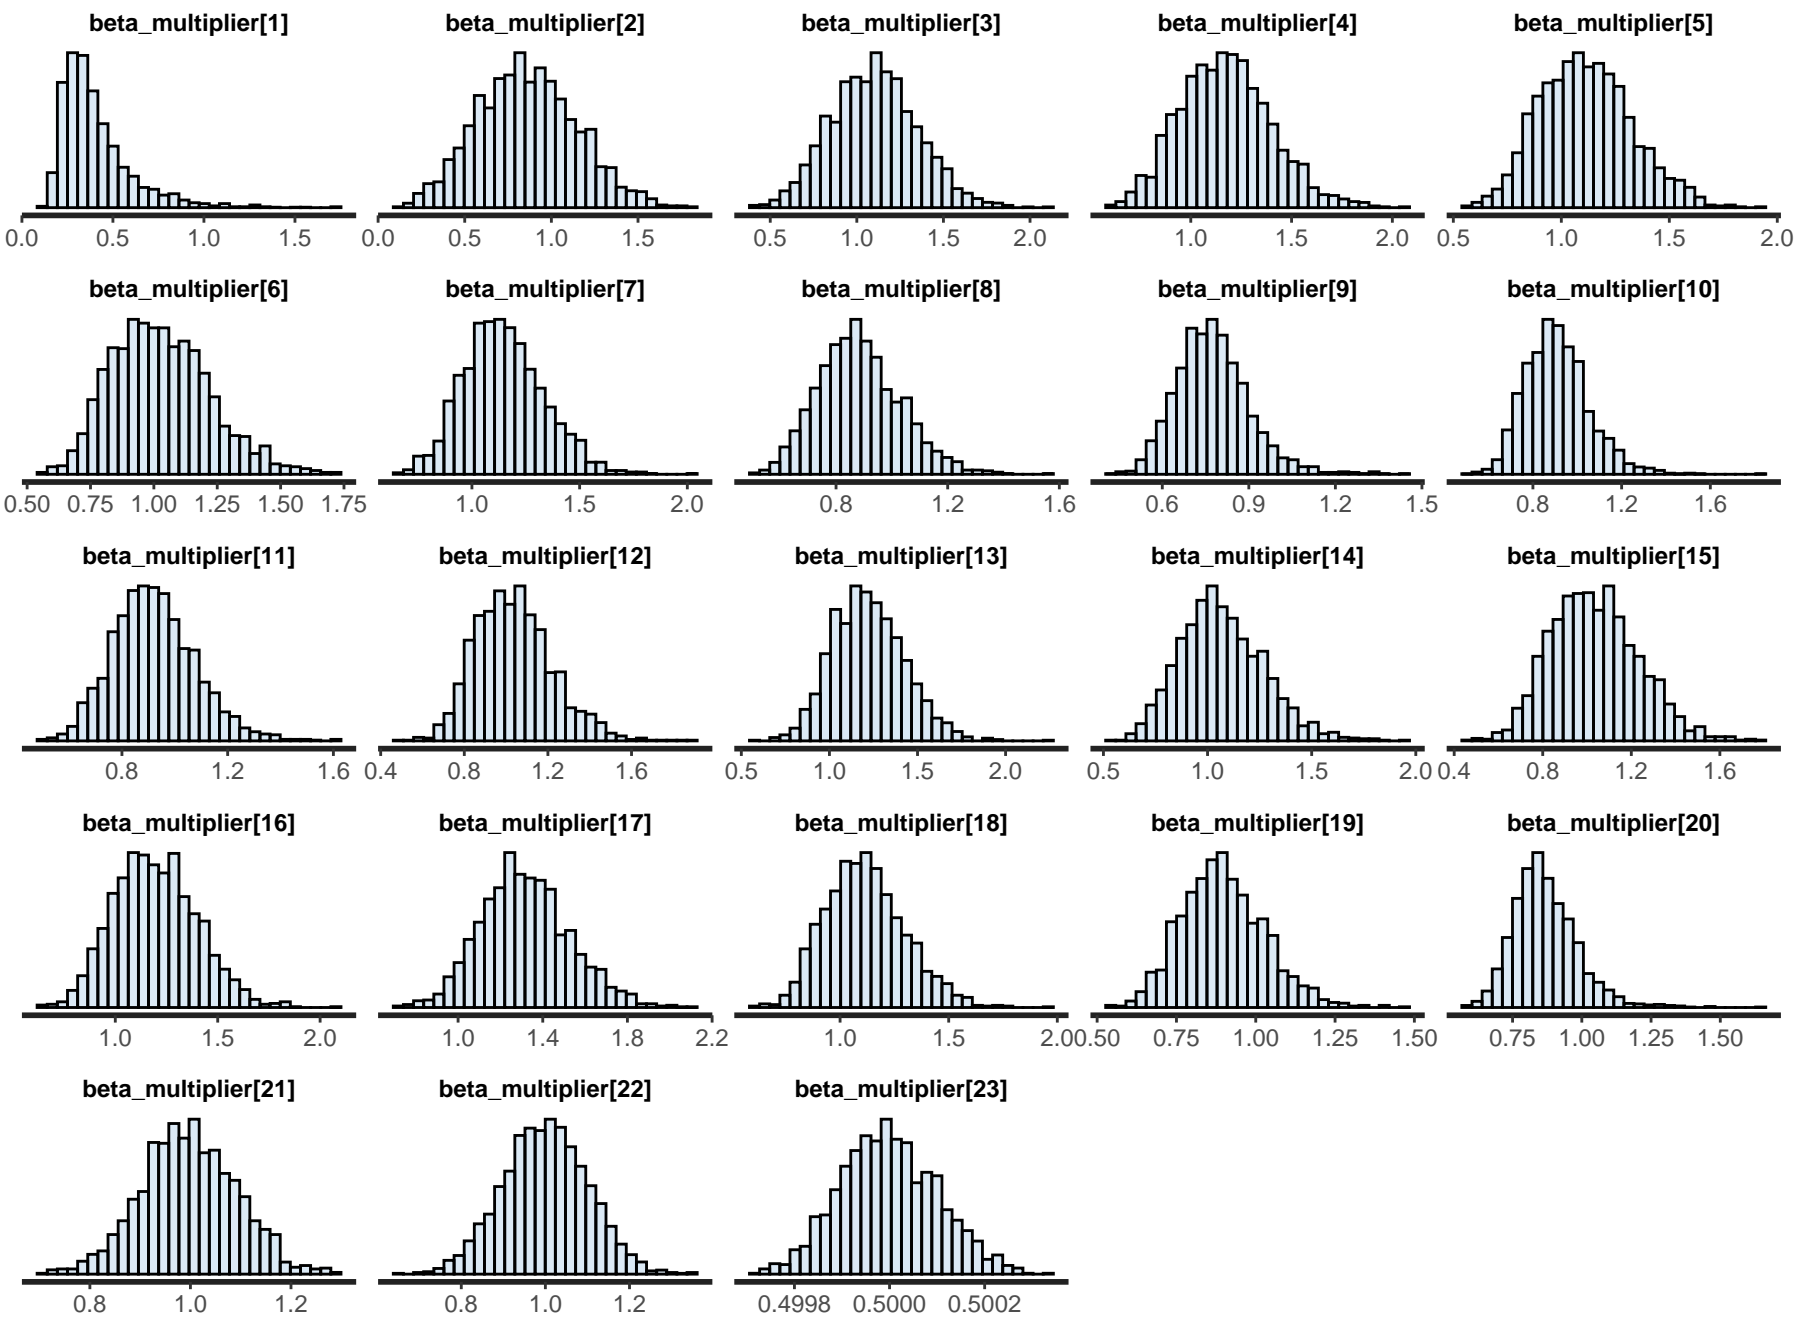 beta_multiplier[1] beta_multiplier[2] beta_multiplier[3] beta_multiplier[4] beta_multiplier[5]
0.0 0.5 1.0 1.5 0.0 0.5 1.0 1.5 0.5 1.0 1.5 2.0 1.0 1.5 2.0 0.5 1.0 1.5 2.0
beta_multiplier[6] beta_multiplier[7] beta_multiplier[8] beta_multiplier[9] beta_multiplier[10]
0.50 0.75 1.00 1.25 1.50 1.75 1.0 1.5 2.0 0.8 1.2 1.6 0.6 0.9 1.2 1.5 0.8 1.2 1.6
beta_multiplier[11] beta_multiplier[12] beta_multiplier[13] beta_multiplier[14] beta_multiplier[15]
0.8 1.2 1.6 0.4 0.8 1.2 1.6 0.5 1.0 1.5 2.0 0.5 1.0 1.5 2.0 0.4 0.8 1.2 1.6
beta_multiplier[16] beta_multiplier[17] beta_multiplier[18] beta_multiplier[19] beta_multiplier[20]
1.0 1.5 2.0 1.0 1.4 1.8 2.2 1.0 1.5 2.0 0.50 0.75 1.00 1.25 1.50 0.75 1.00 1.25 1.50
beta_multiplier[21] beta_multiplier[22] beta_multiplier[23]
0.8 1.0 1.2 0.8 1.0 1.2 0.4998 0.5000 0.5002